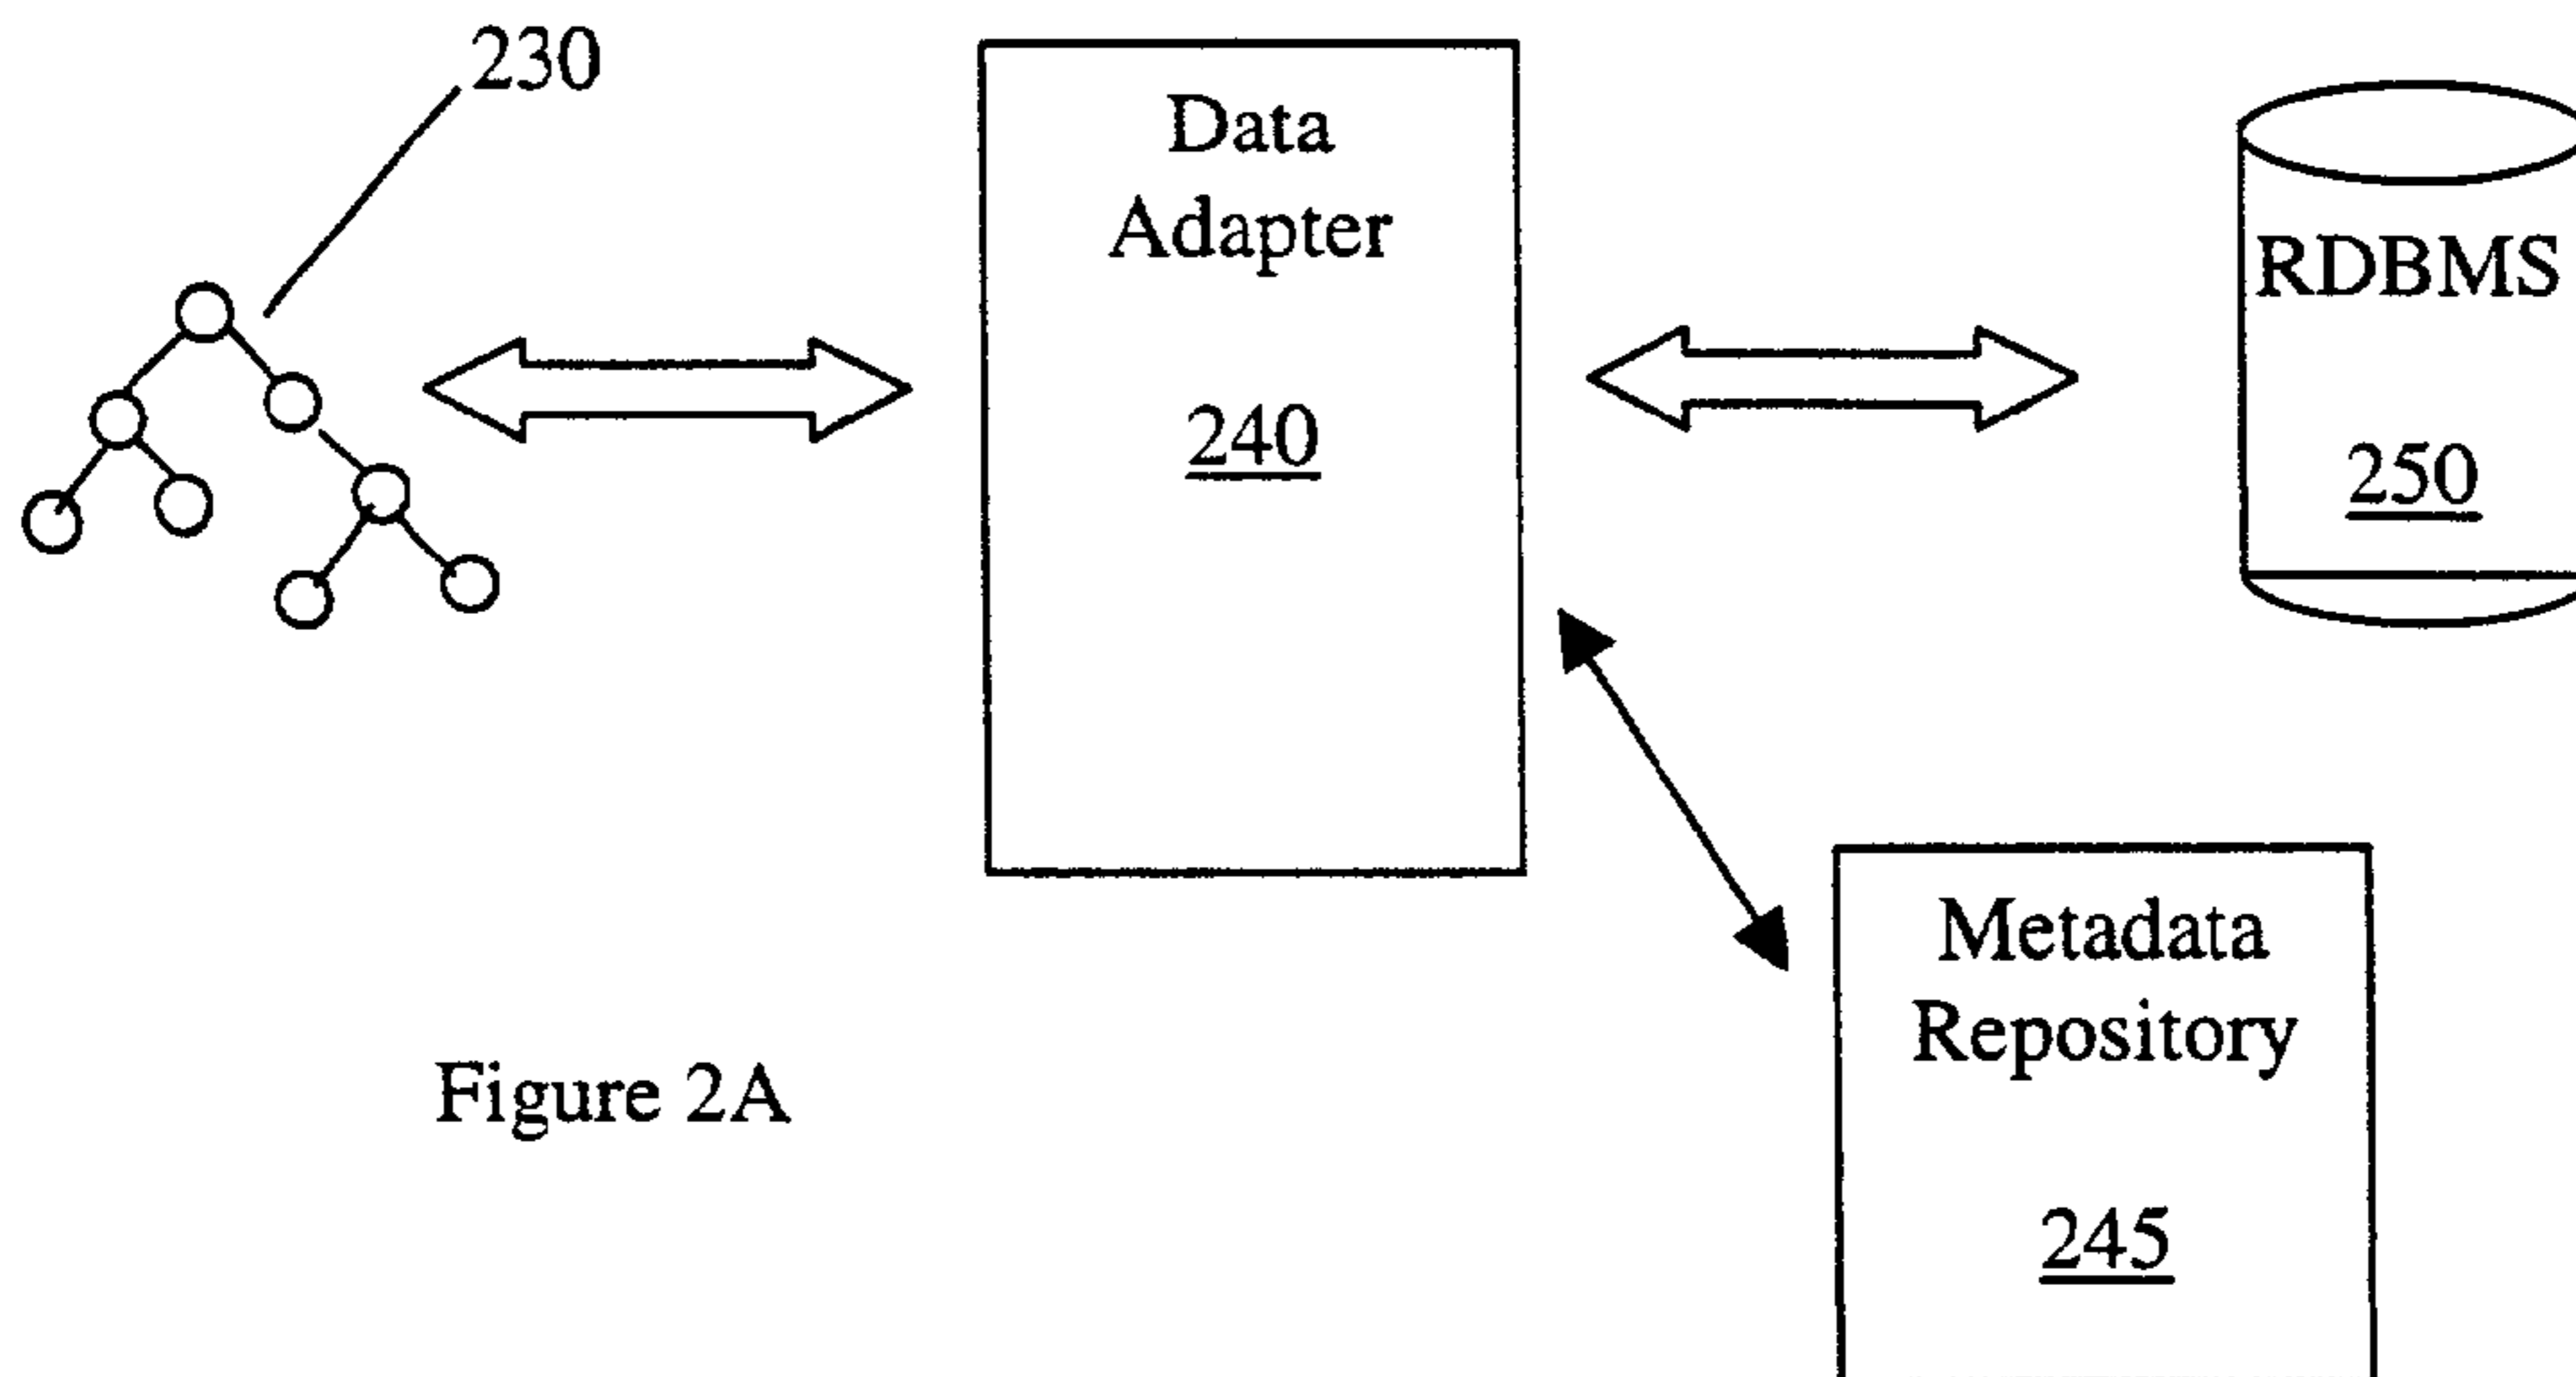 230
Data
Adapter
240
RDBMS
250
Metadata
Repository
245
Figure 2A